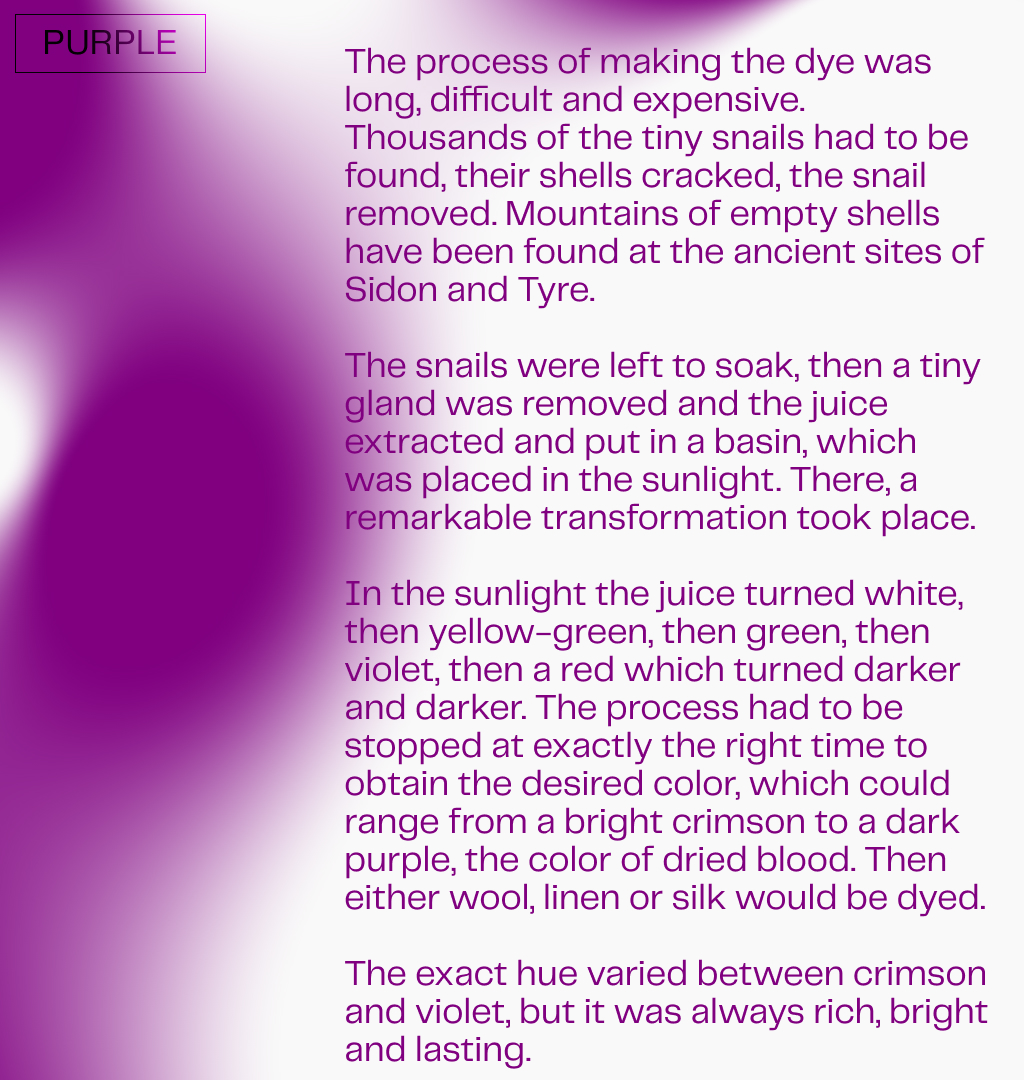 PURPLE
The process of making the dye was
long, difficult and expensive.
Thousands of the tiny snails had to be
found, their shells cracked, the snail
removed. Mountains of empty shells
have been found at the ancient sites of
Sidon and Tyre.
The snails were left to soak, then a tiny
gland was removed and the juice
extracted and put in a basin, which
was placed in the sunlight. There, a
remarkable transformation took place.
In the sunlight the juice turned white,
then yellow-green, then green, then
violet, then a red which turned darker
and darker. The process had to be
stopped at exactly the right time to
obtain the desired color, which could
range from a bright crimson to a dark
purple, the color of dried blood. Then
either wool, linen or silk would be dyed.
The exact hue varied between crimson
and violet, but it was always rich, bright
and lasting.